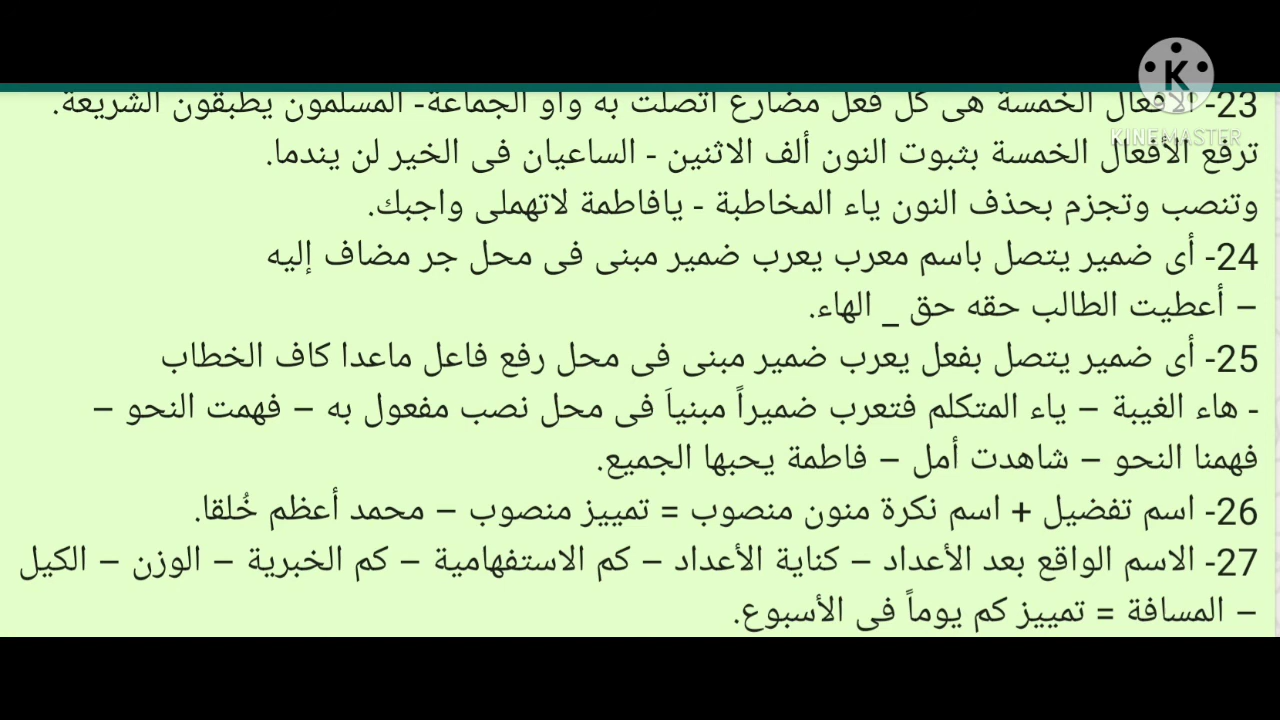 KINEMASTER
23- الافعال الخمسة هى كل فعل مضارع اتصلت به واو الجماعة- المسلمون يطبقون الشريعة.
ترفع الأفعال الخمسة بثبوت النون ألف الاثنين - الساعيان فى الخير لن يندما.
وتنصب وتجزم بحذف النون ياء المخاطبة - يافاطمة لاتهملى واجبك.
24- أى ضمير يتصل باسم معرب يعرب ضمير مبنى فى محل جر مضاف إليه
– أعطيت الطالب حقه حق _ الهاء.
25- أى ضمير يتصل بفعل يعرب ضمير مبنى فى محل رفع فاعل ماعدا كاف الخطاب
- هاء الغيبة – ياء المتكلم فتعرب ضميراً مبنياَ فى محل نصب مفعول به – فهمت النحو –
فهمنا النحو – شاهدت أمل – فاطمة يحبها الجميع.
26- اسم تفضيل + اسم نكرة منون منصوب = تمييز منصوب – محمد أعظم خُلقا.
27- الاسم الواقع بعد الأعداد – كناية الأعداد – كم الاستفهامية – كم الخبرية – الوزن – الكيل
– المسافة = تمييز كم يوماً فى الأسبوع.